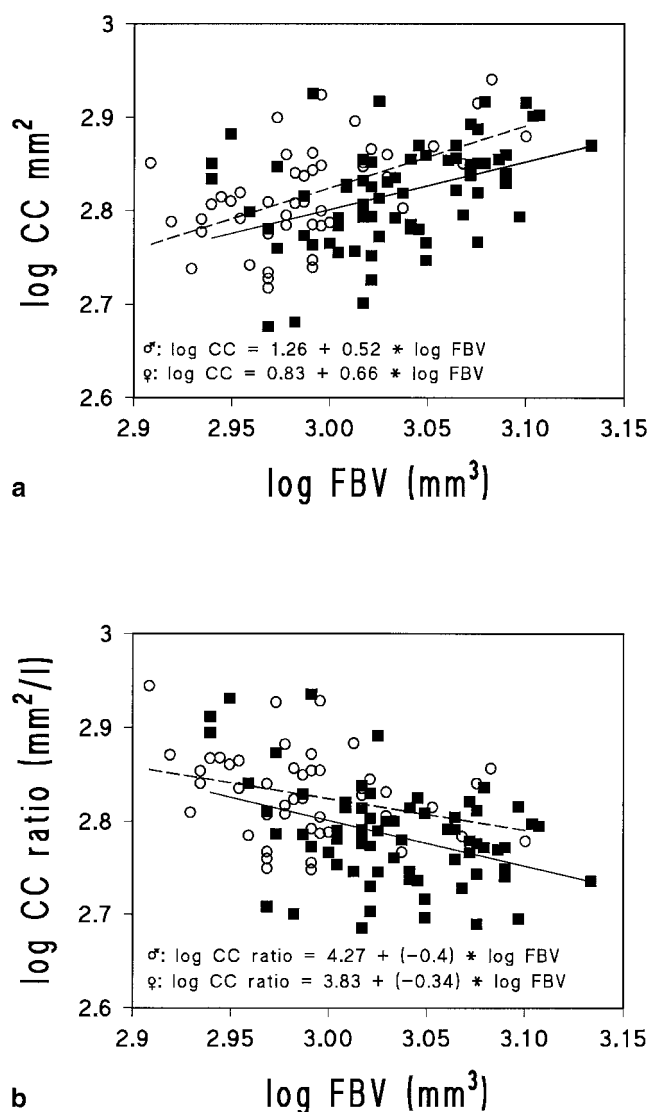 3
2.9
2.8
2.7
2.6
log CC mm²
♂: log CC = 1.26 + 0.52 * log FBV
♀: log CC = 0.83 + 0.66 * log FBV
2.9 2.95 3.00 3.05 3.10 3.15
log FBV (mm³)
a
3
2.9
2.8
2.7
2.6
log CC ratio (mm²/l)
♂: log CC ratio = 4.27 + (-0.4) * log FBV
♀: log CC ratio = 3.83 + (-0.34) * log FBV
2.9 2.95 3.00 3.05 3.10 3.15
log FBV (mm³)
b